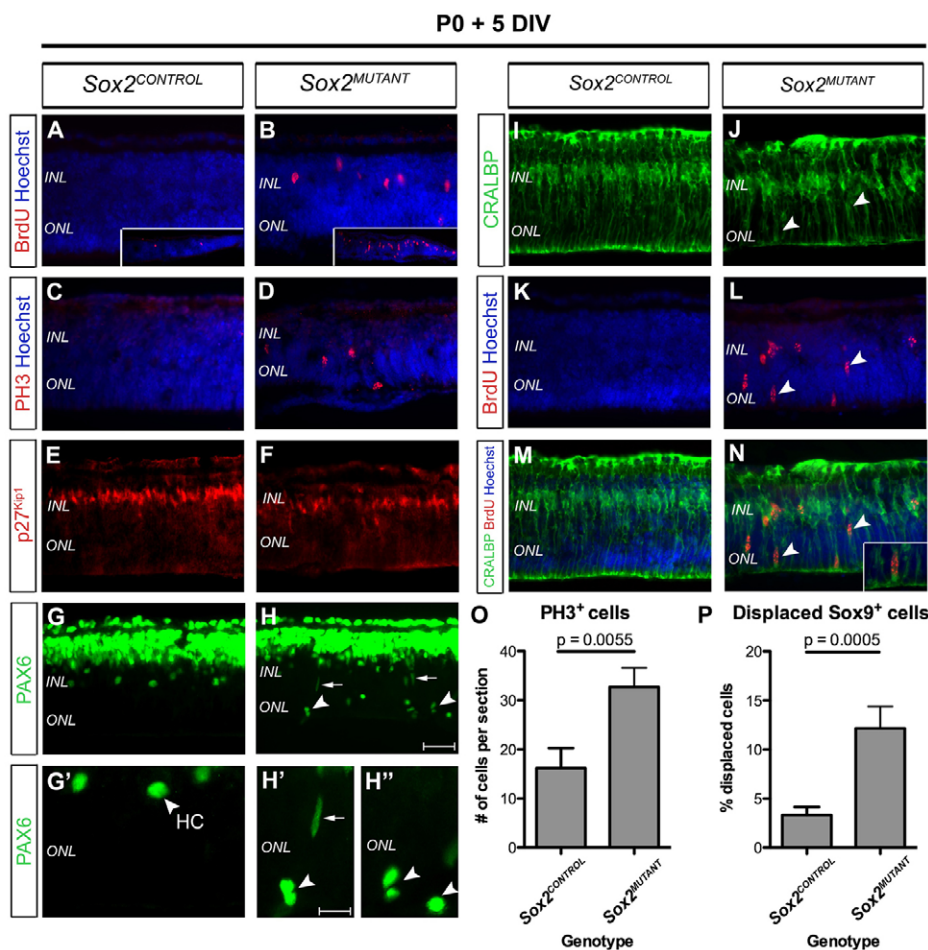 P0 + 5 DIV
Sox2CONTROL
Sox2MUTANT
Sox2CONTROL
Sox2MUTANT
BrdU Hoechst
A
INL
ONL
B
INL
ONL
CRALBP
I
INL
ONL
J
INL
ONL
PH3 Hoechst
C
INL
ONL
D
INL
ONL
BrdU Hoechst
K
INL
ONL
L
INL
ONL
p27Kip1
E
INL
ONL
F
INL
ONL
CRALBP BrdU Hoechst
M
INL
ONL
N
INL
ONL
PAX6
G
INL
ONL
H
INL
ONL
PAX6
G'
HC
ONL
H'
ONL
H"
ONL
O
PH3+ cells
p = 0.0055
# of cells per section
40
30
20
10
0
Sox2CONTROL
Sox2MUTANT
Genotype
P
Displaced Sox9+ cells
p = 0.0005
% displaced cells
20
15
10
5
0
Sox2CONTROL
Sox2MUTANT
Genotype